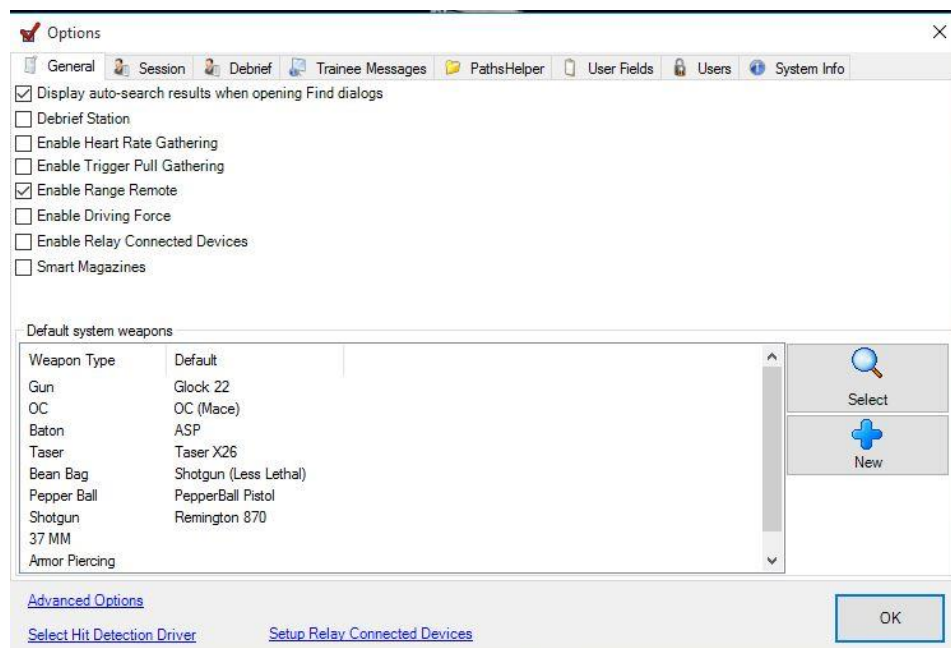 Options
General Session Debrief Trainee Messages PathsHelper User Fields Users System Info
Display auto-search results when opening Find dialogs
Debrief Station
Enable Heart Rate Gathering
Enable Trigger Pull Gathering
Enable Range Remote
Enable Driving Force
Enable Relay Connected Devices
Smart Magazines
Default system weapons
Weapon Type Default
Gun Glock 22
OC OC (Mace)
Baton ASP
Taser Taser X26
Bean Bag Shotgun (Less Lethal)
Pepper Ball PepperBall Pistol
Shotgun Remington 870
37 MM
Armor Piercing
Select
New
Advanced Options
Select Hit Detection Driver Setup Relay Connected Devices
OK